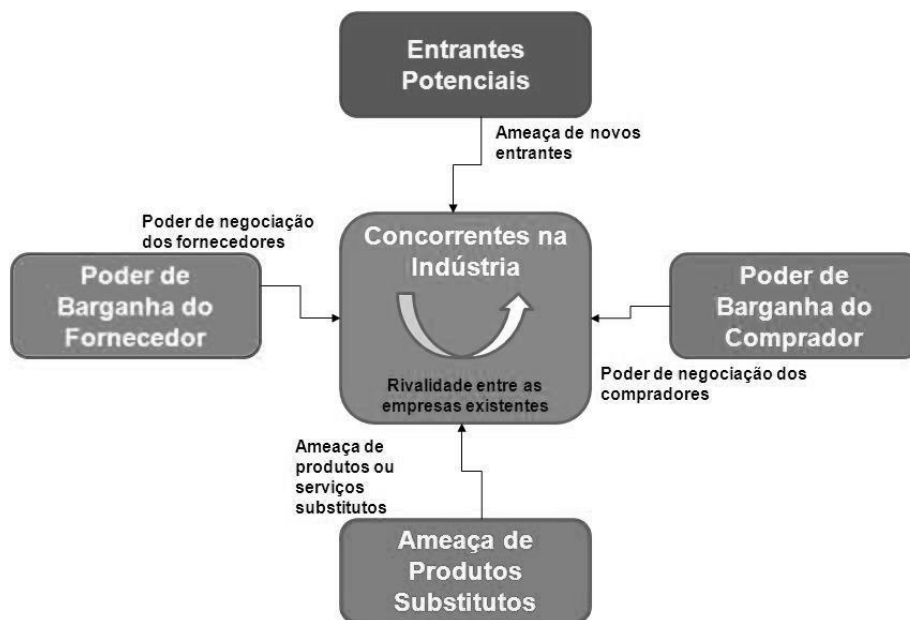 Entrantes
Potenciais
Ameaça de novos
entrantes
Poder de negociação
dos fornecedores
Concorrentes na
Indústria
Poder de
Barganha do
Fornecedor
Poder de
Barganha do
Comprador
Rivalidade entre as
empresas existentes
Poder de negociação dos
compradores
Ameaça de
produtos ou
serviços
substitutos
Ameaça de
Produtos
Substitutos